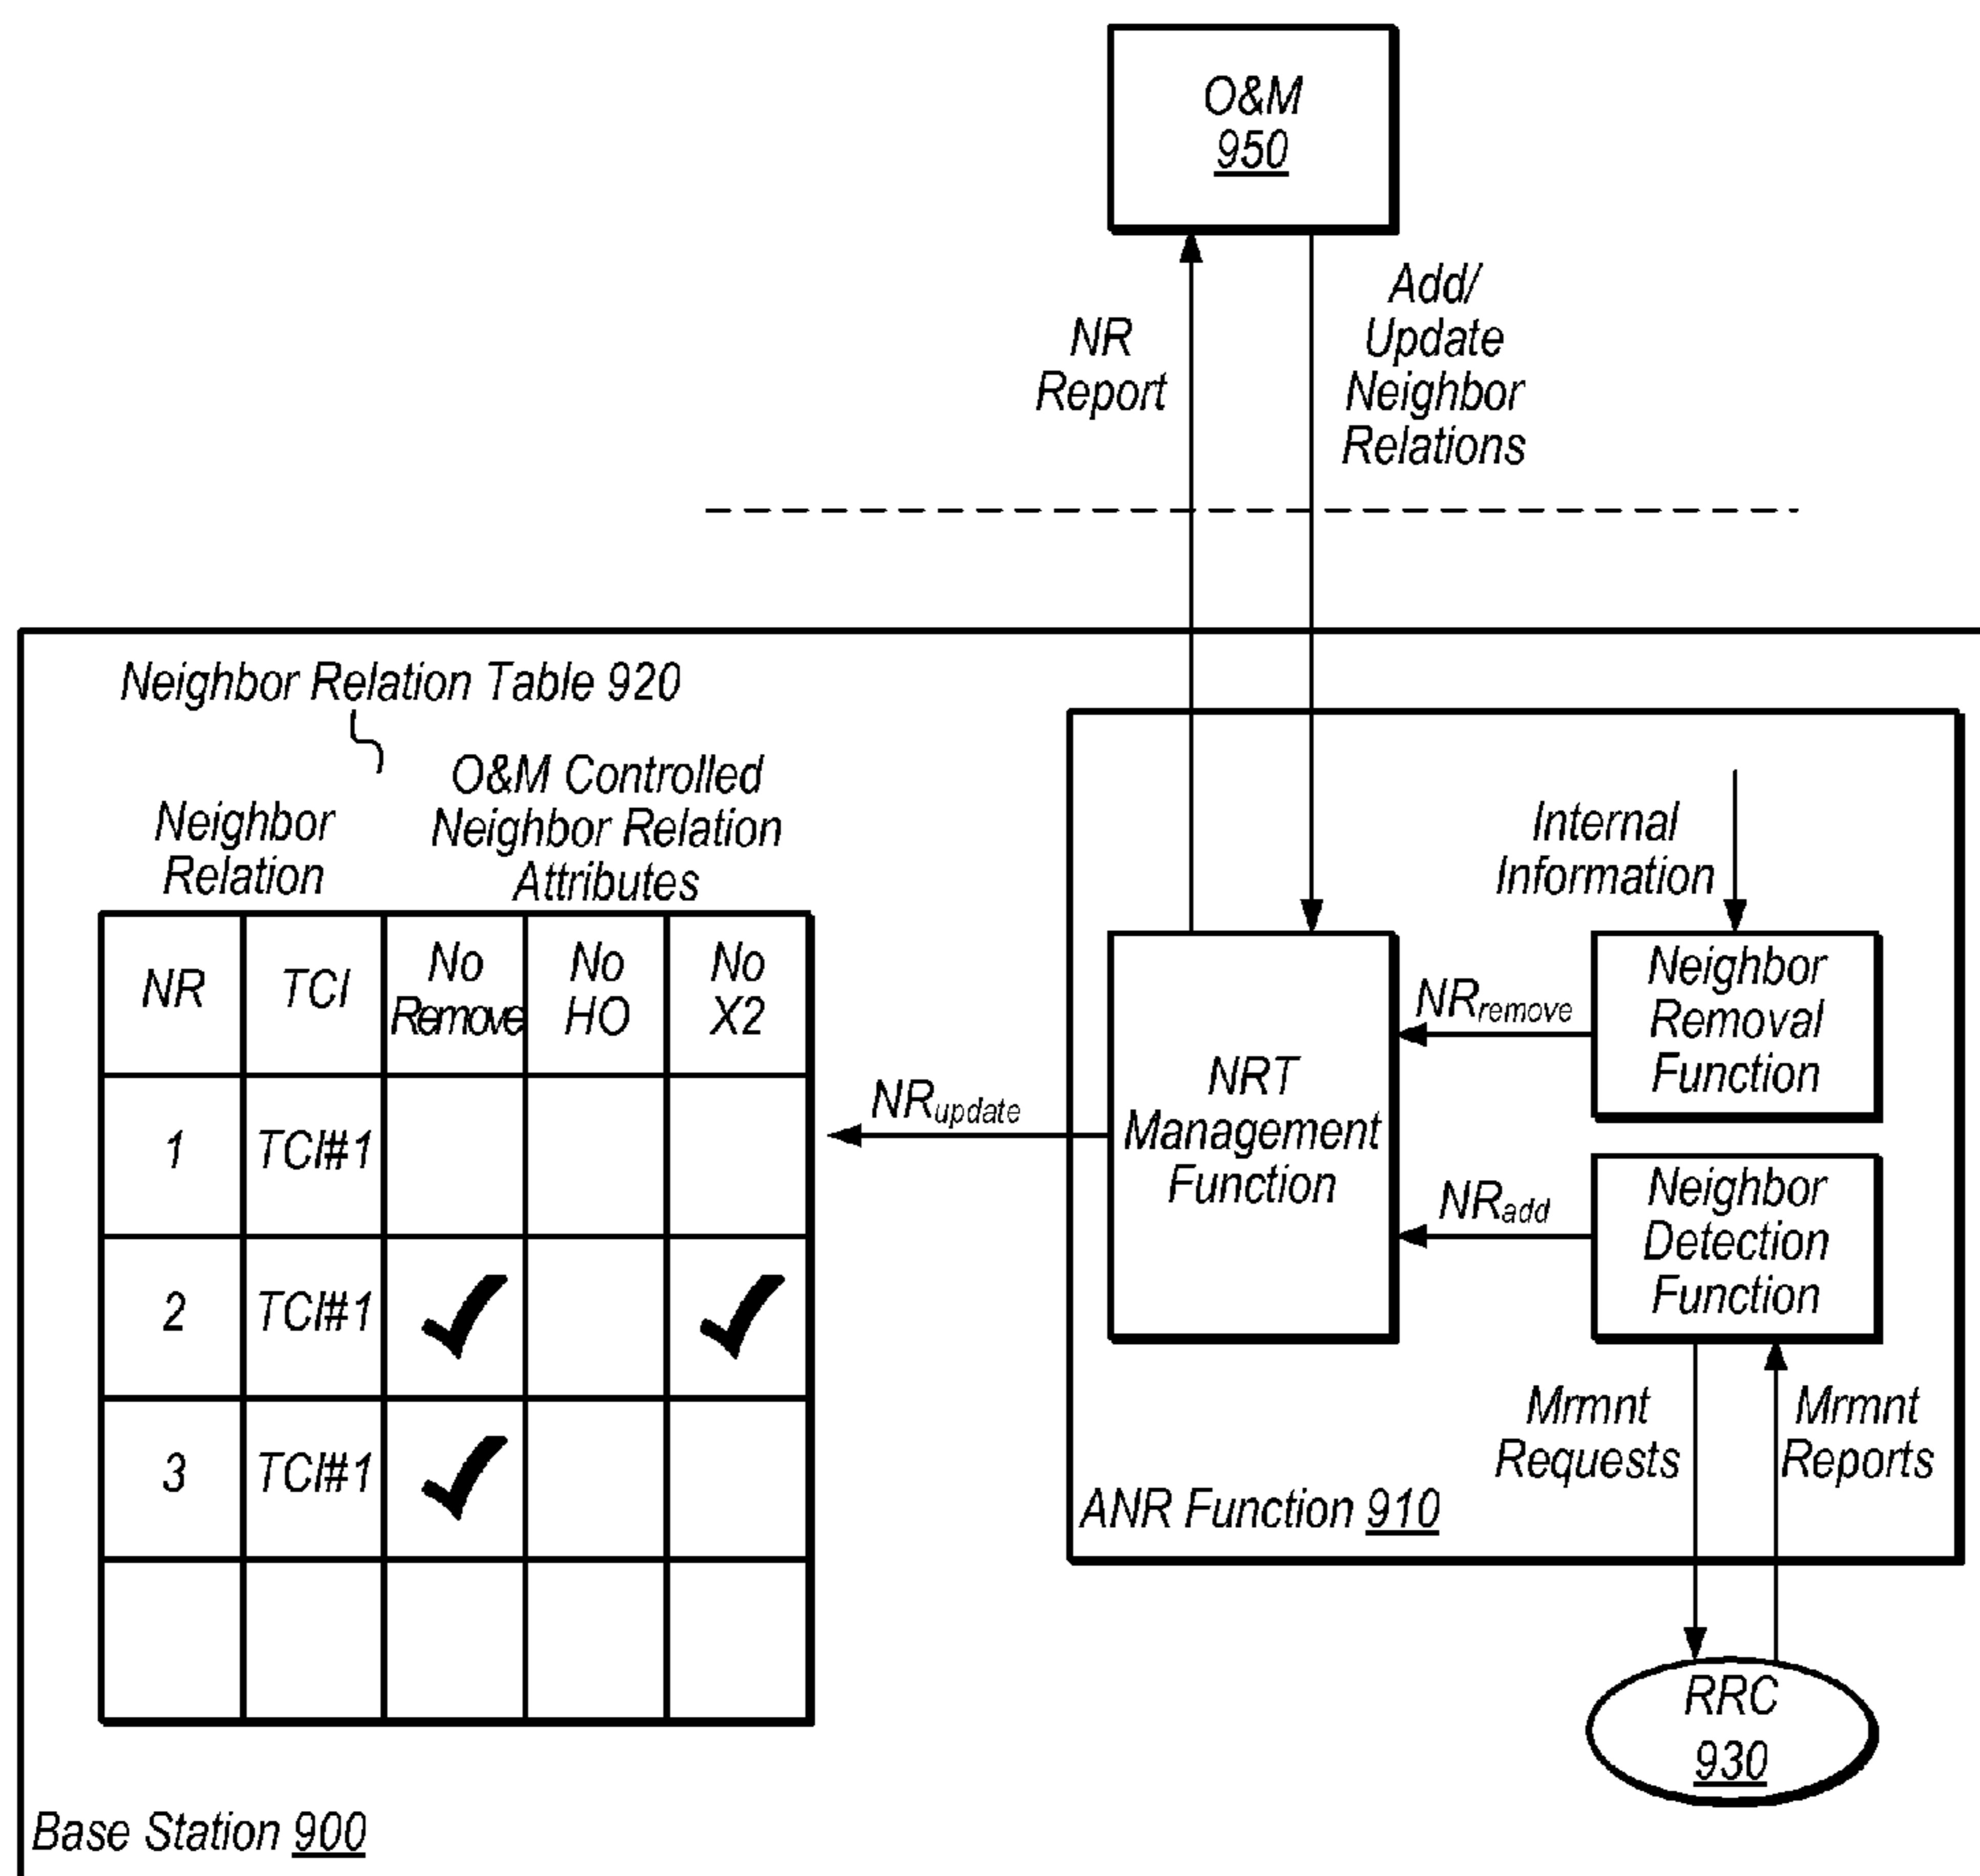 O&M
950
NR
Report
Add/
Update
Neighbor
Relations
Neighbor Relation Table 920
Neighbor
Relation
O&M Controlled
Neighbor Relation
Attributes
NR TCI No Remove No HO No X2
1 TCI#1
2 TCI#1
3 TCI#1
NRupdate
NRT
Management
Function
Internal
Information
NRremove
Neighbor
Removal
Function
NRadd
Neighbor
Detection
Function
Mrmnt
Requests
Mrmnt
Reports
ANR Function 910
RRC
930
Base Station 900